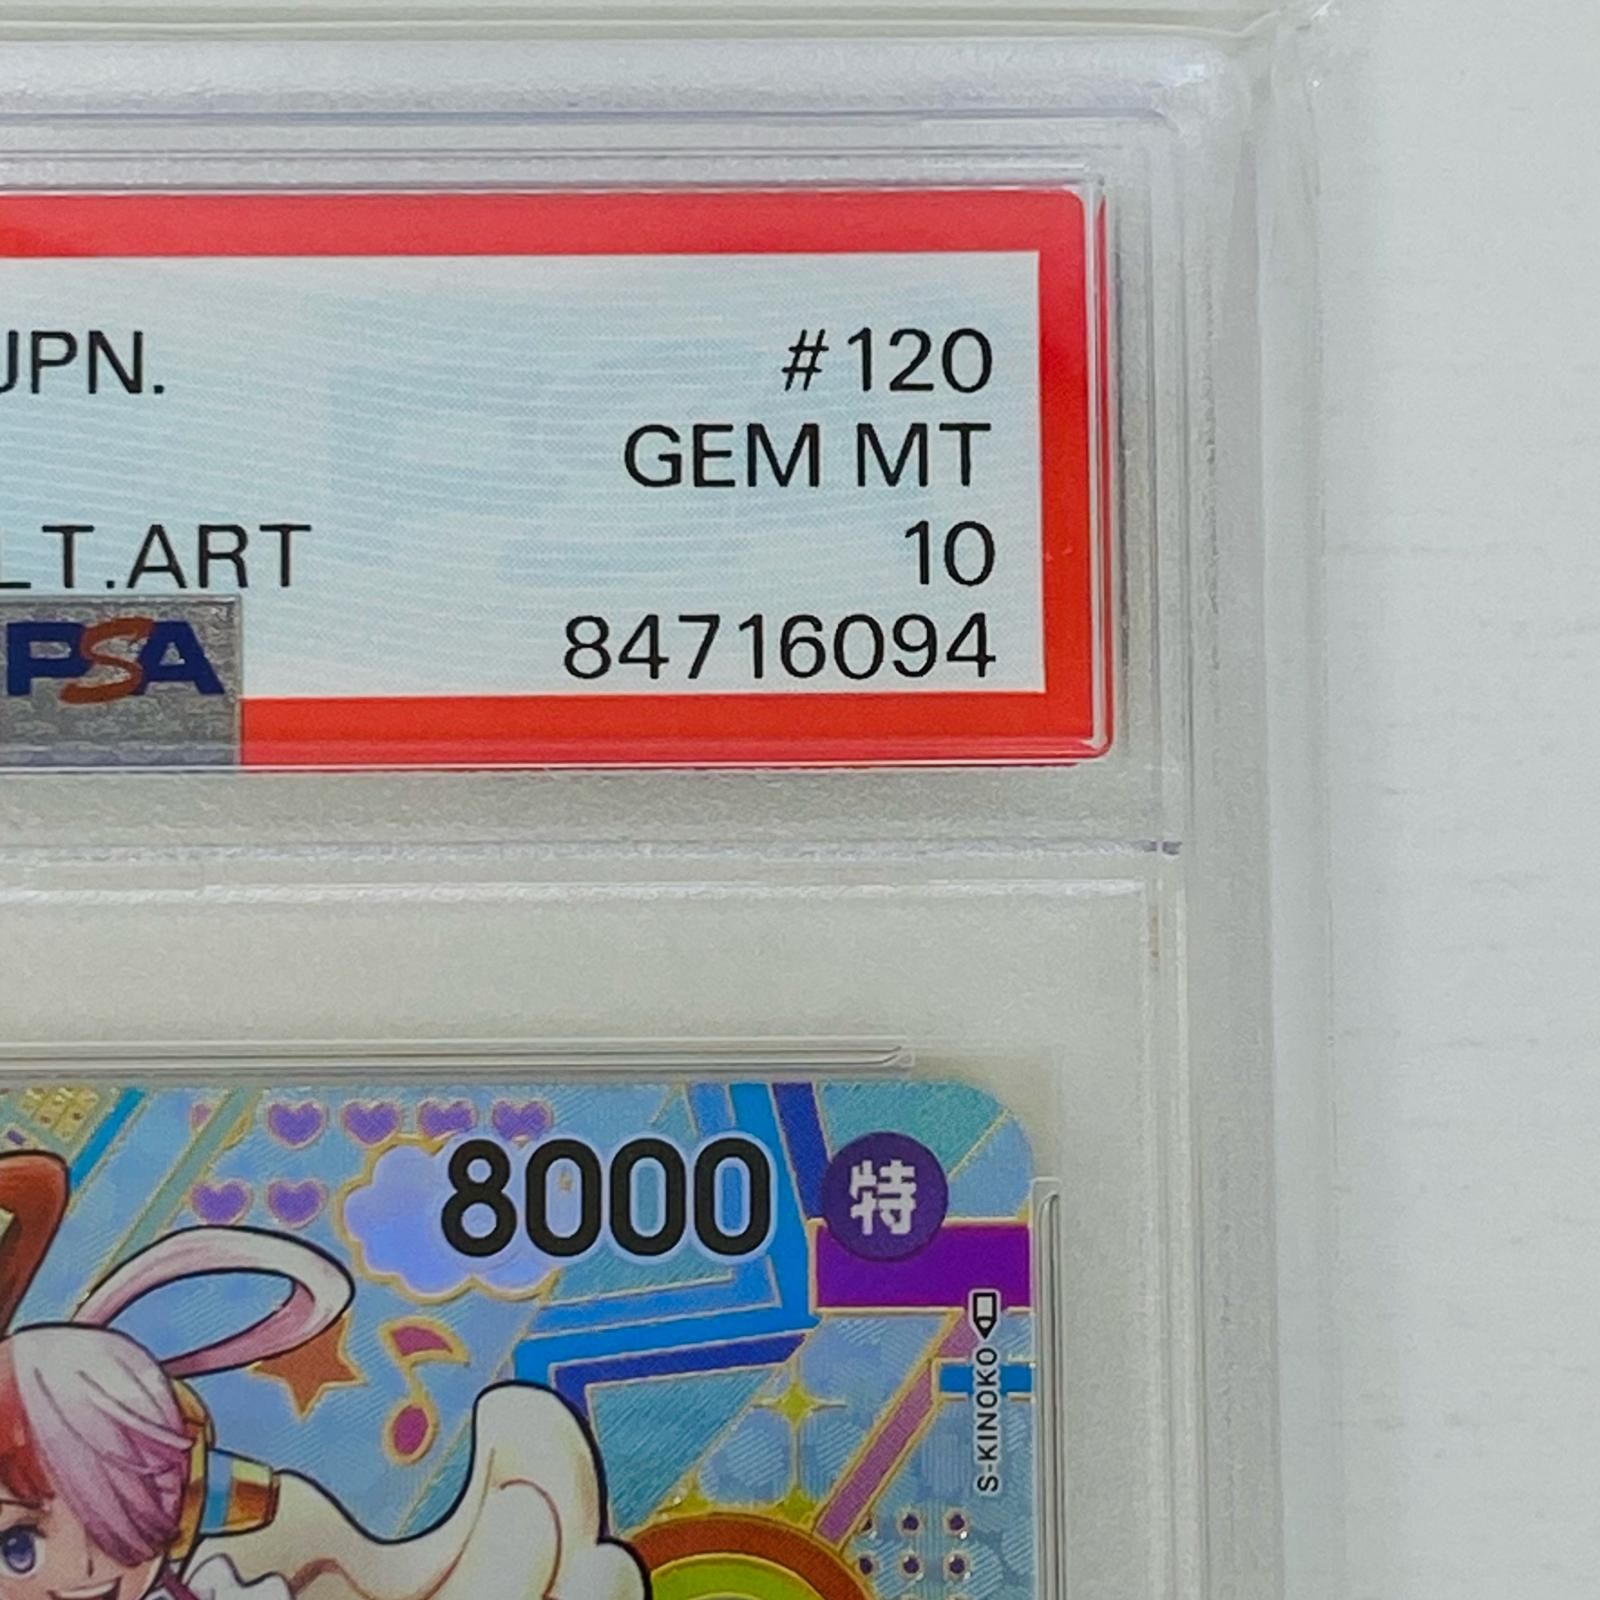 JPN. #120
GEM MT
LT.ART 10
PSA 84716094
8000 特
S-KINOKO